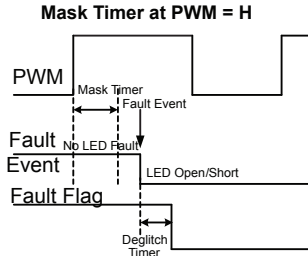 Mask Timer at PWM = H
PWM
Mask Timer
Fault Event
Fault
Event
No LED Fault
LED Open/Short
Fault Flag
Deglitch
Timer